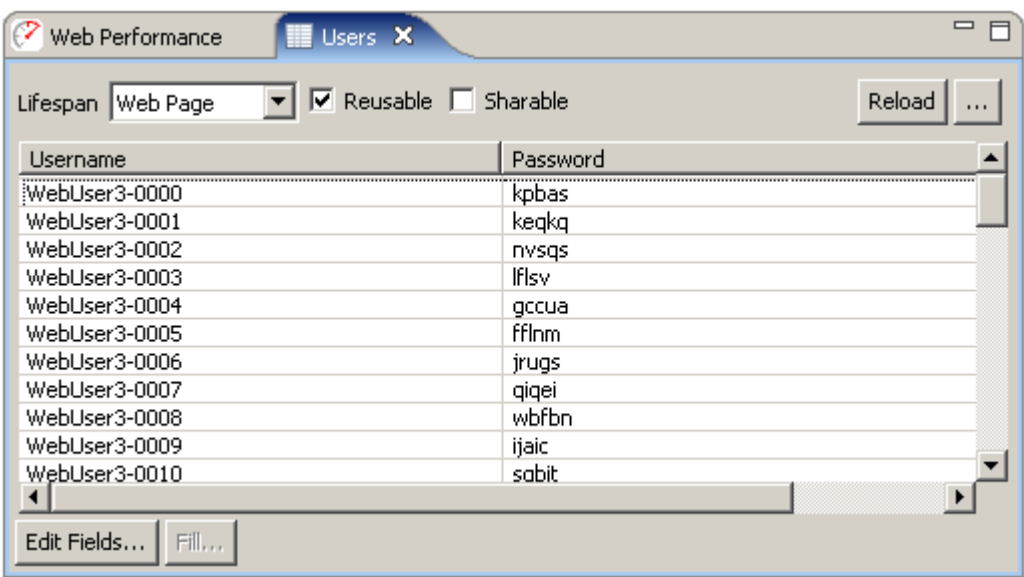 Web Performance Users
Lifespan Web Page Reusable Sharable Reload ...
Username Password
WebUser3-0000 kpbas
WebUser3-0001 keqkq
WebUser3-0002 nvsqs
WebUser3-0003 lflsv
WebUser3-0004 gccua
WebUser3-0005 fflnm
WebUser3-0006 jrugs
WebUser3-0007 qiqei
WebUser3-0008 wbfbn
WebUser3-0009 ijaic
WebUser3-0010 sqbit
Edit Fields... Fill...